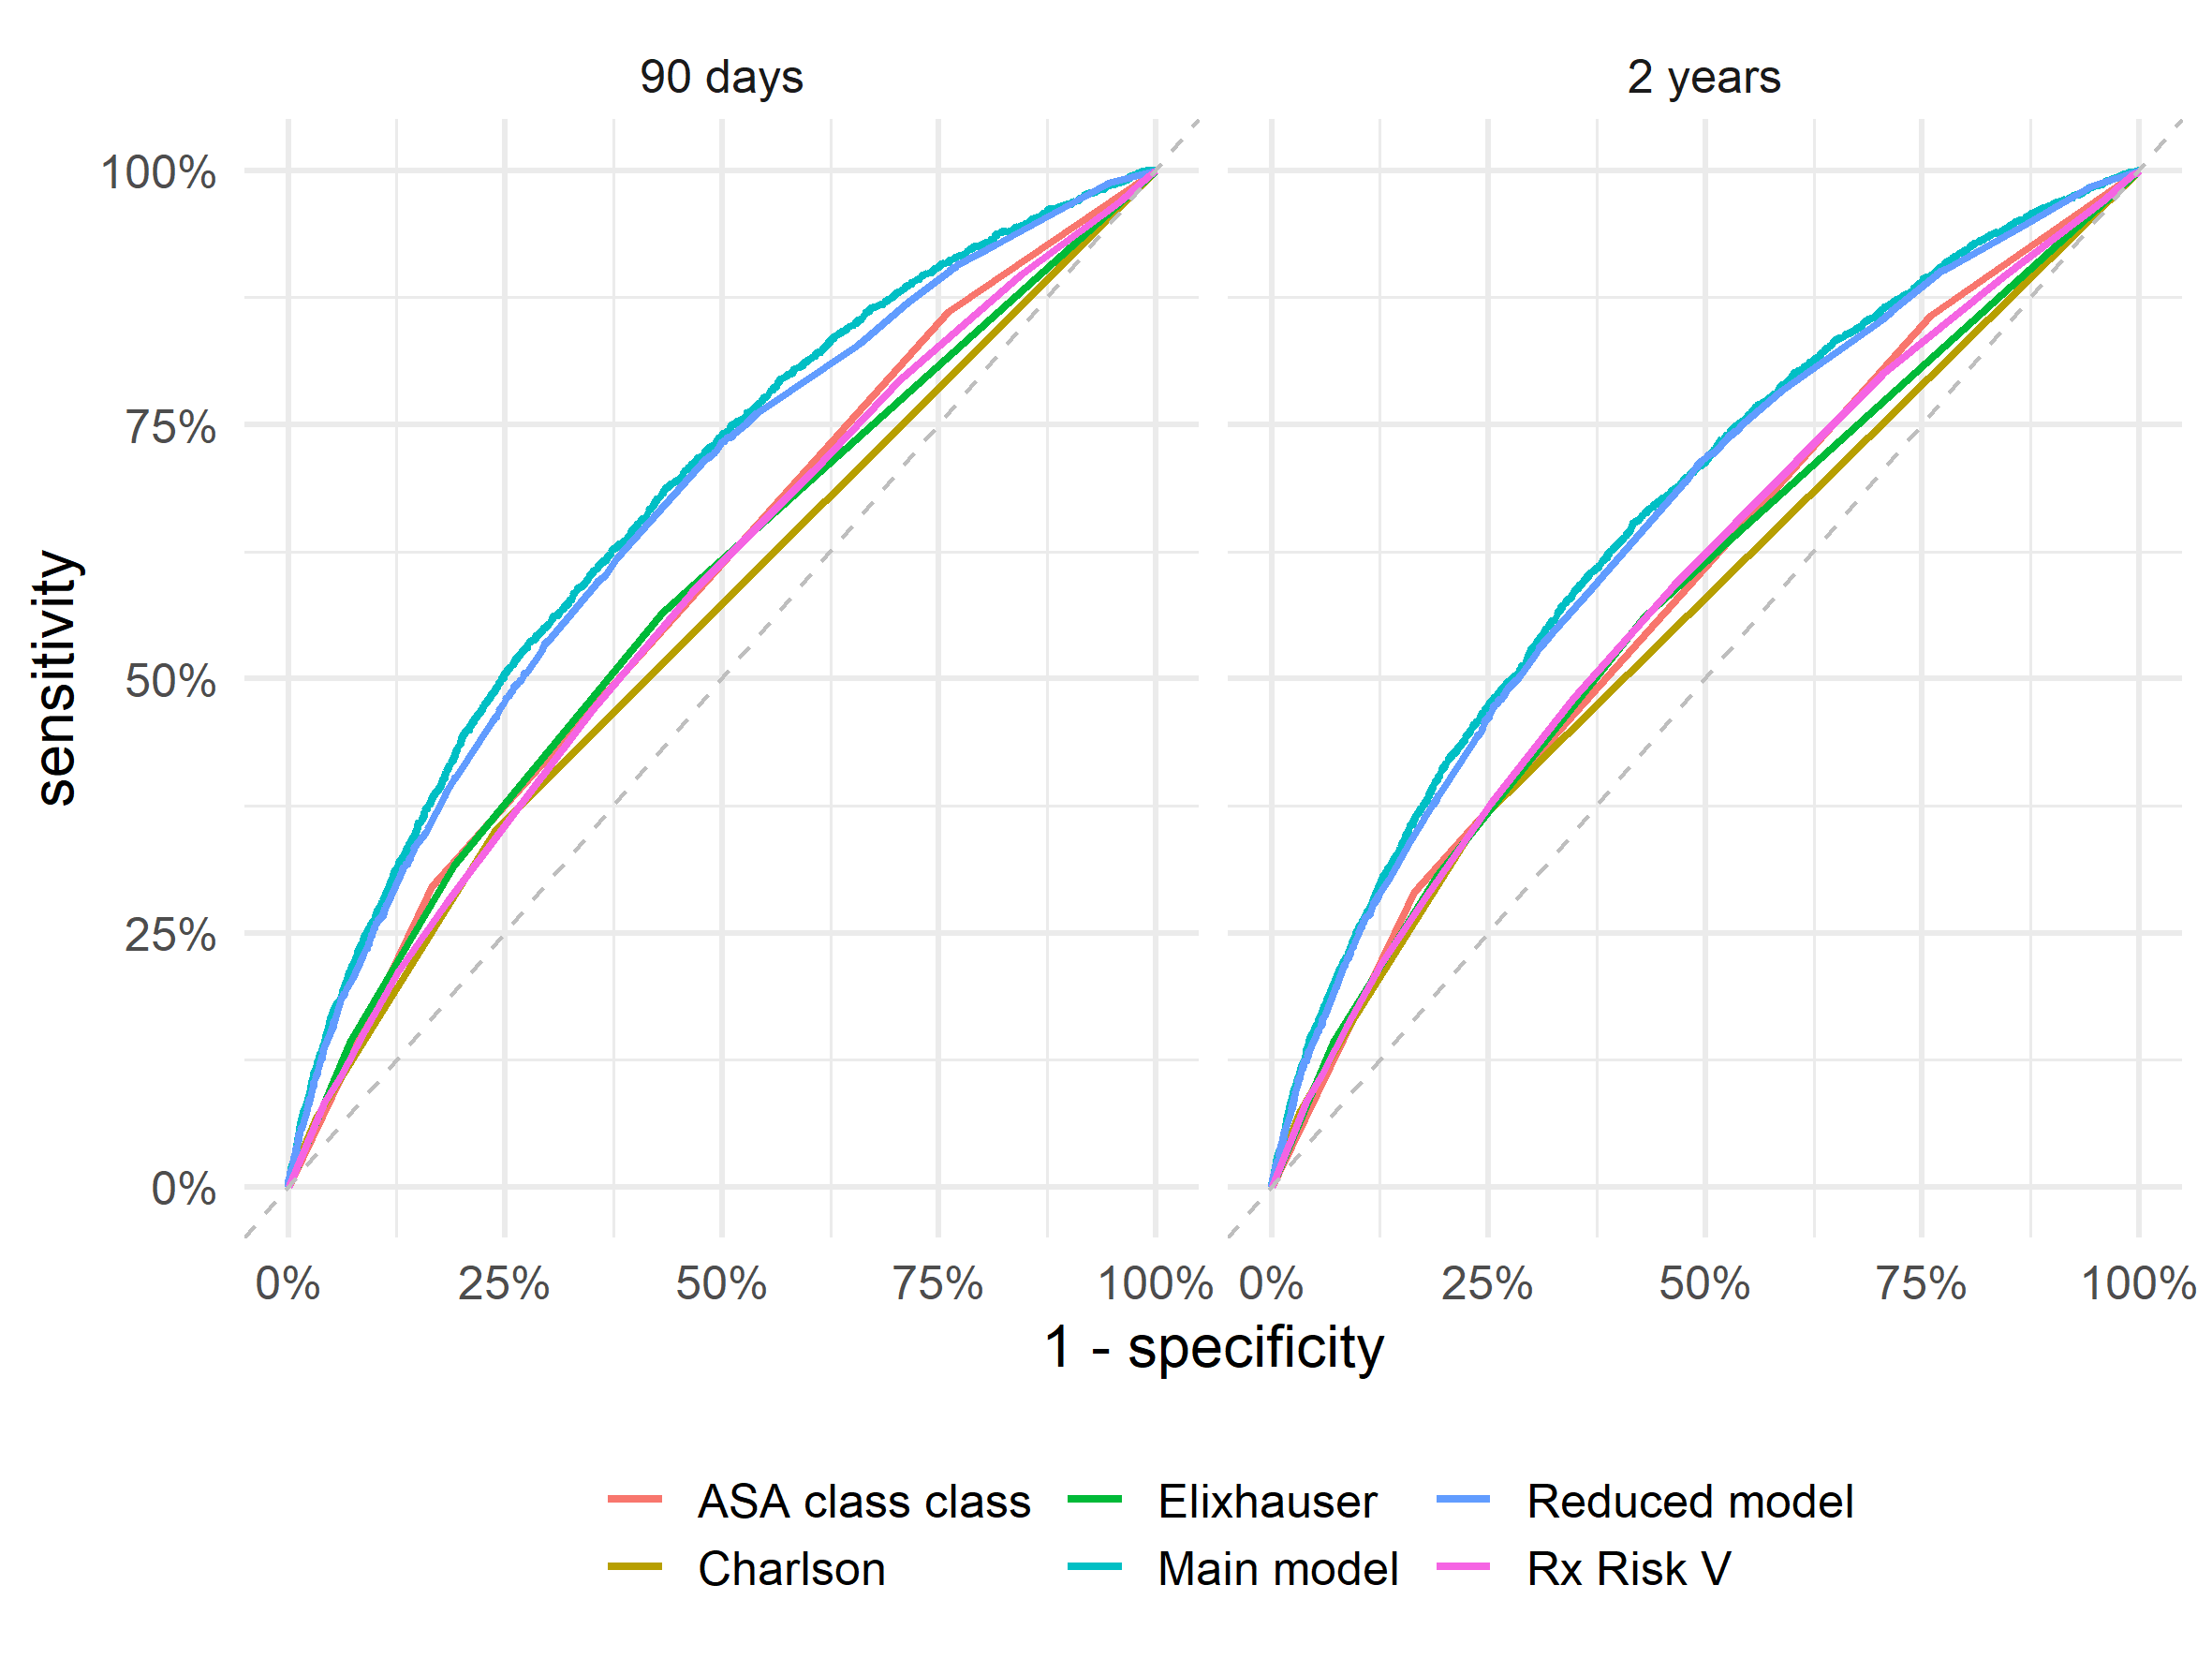 90 days 2 years
100%
75%
50%
25%
0%
sensitivity
0% 25% 50% 75% 100% 0% 25% 50% 75% 100%
1 - specificity
ASA class class Elixhauser Reduced model
Charlson Main model Rx Risk V